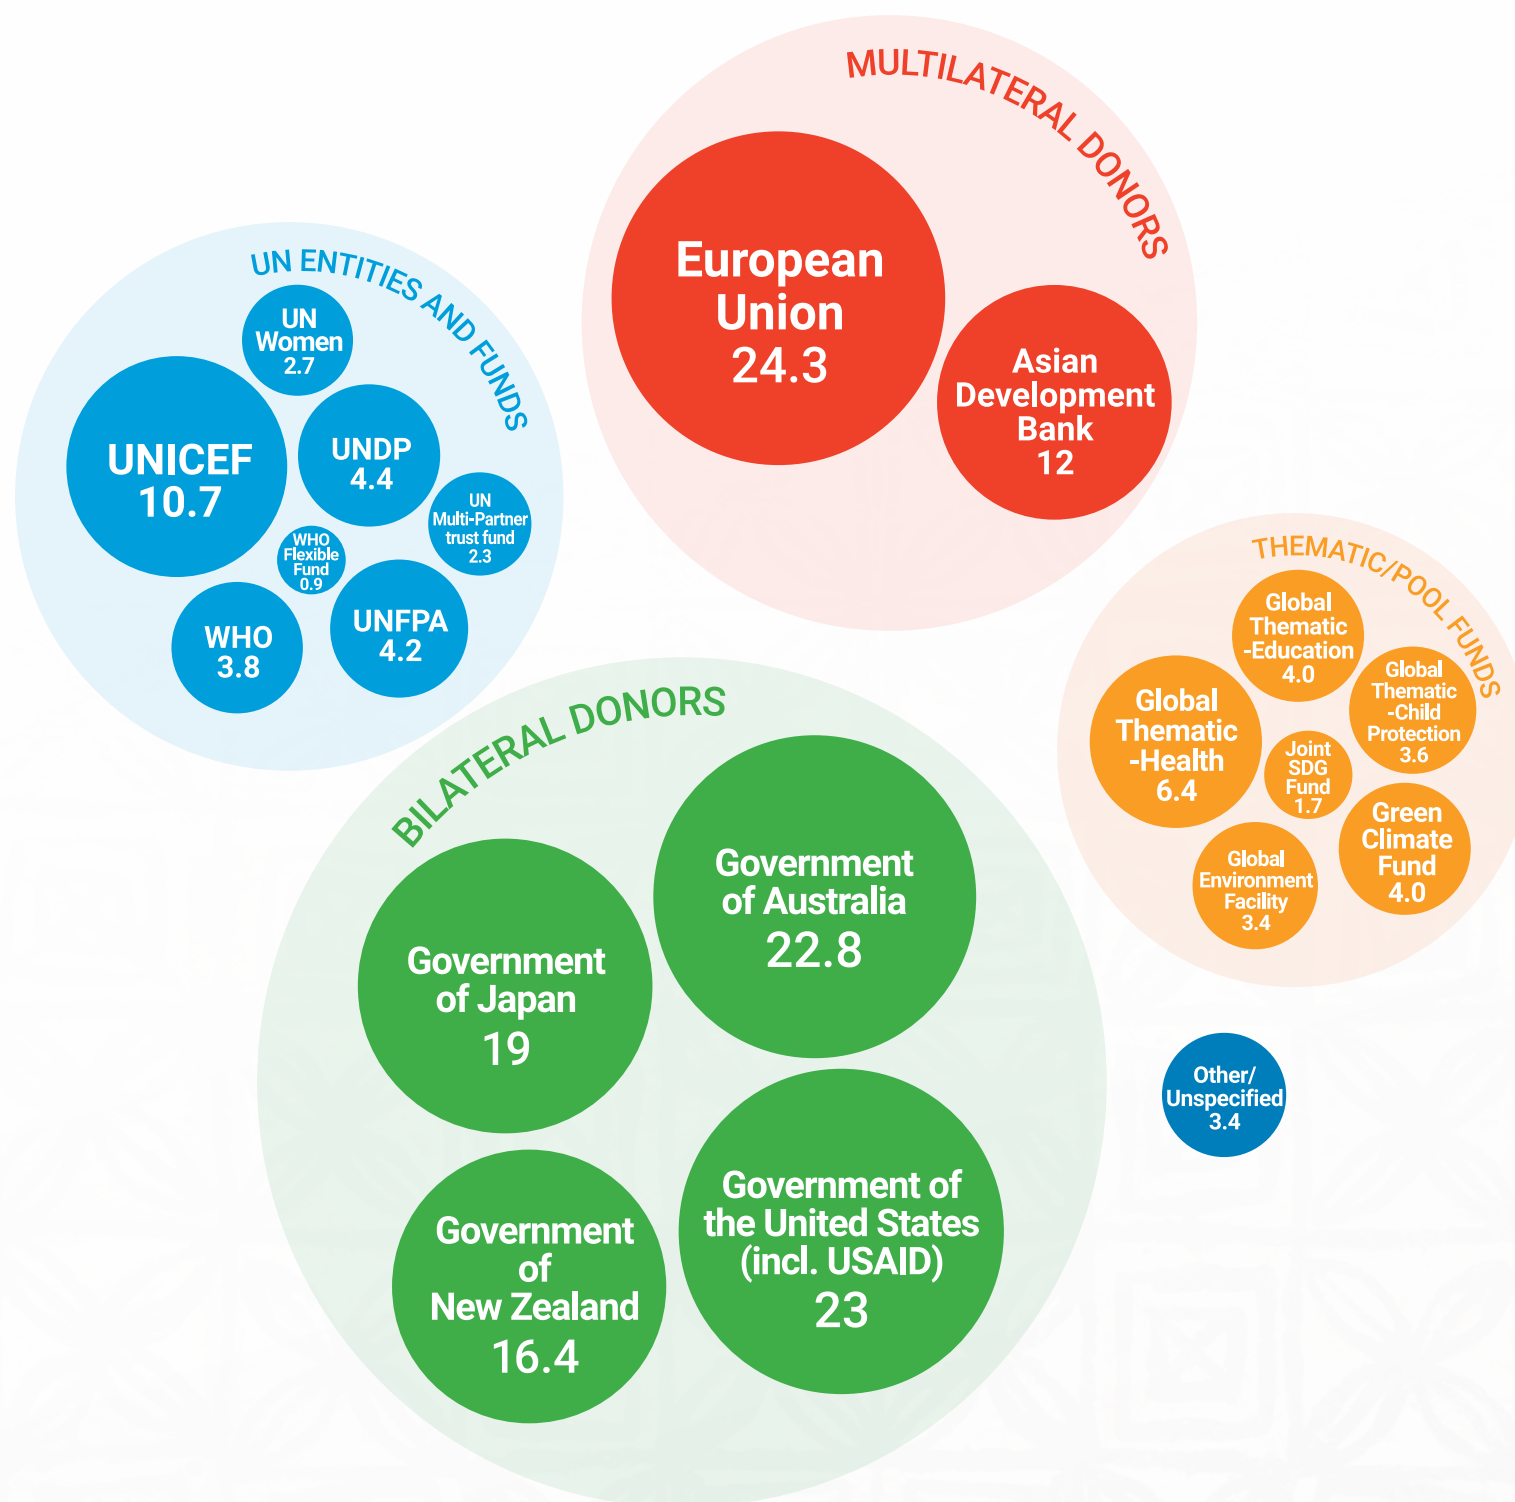 MULTILATERAL DONORS
European
Union
24.3
Asian
Development
Bank
12
UN ENTITIES AND FUNDS
UN
Women
2.7
UNICEF
10.7
UNDP
4.4
UN
Multi-Partner
trust fund
2.3
WHO
Flexible
Fund
0.9
WHO
3.8
UNFPA
4.2
THEMATIC/POOL FUNDS
Global
Thematic
-Education
4.0
Global
Thematic
-Child
Protection
3.6
Global
Thematic
-Health
6.4
Joint
SDG
Fund
1.7
Green
Climate
Fund
4.0
Global
Environment
Facility
3.4
BILATERAL DONORS
Government
of Australia
22.8
Government
of Japan
19
Government of
the United States
(incl. USAID)
23
Government
of
New Zealand
16.4
Other/
Unspecified
3.4